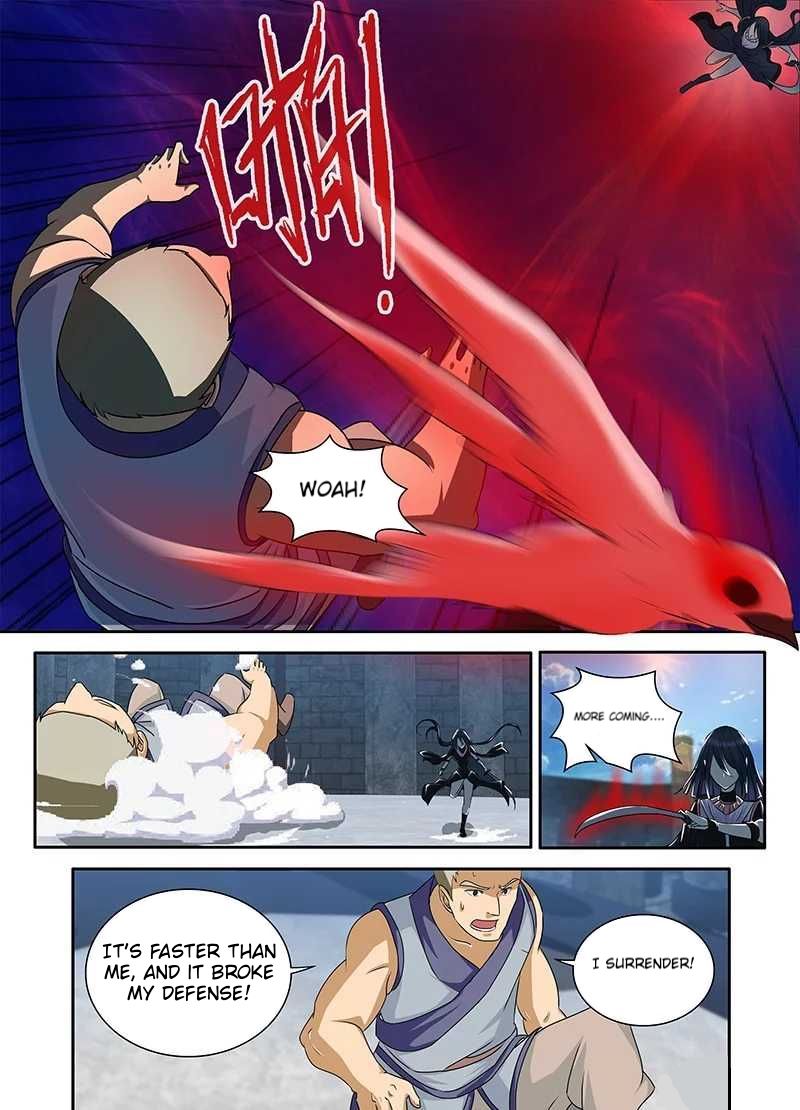 WOAH!
MORE COMING....
IT'S FASTER THAN
ME, AND IT BROKE
MY DEFENSE!
I SURRENDER!